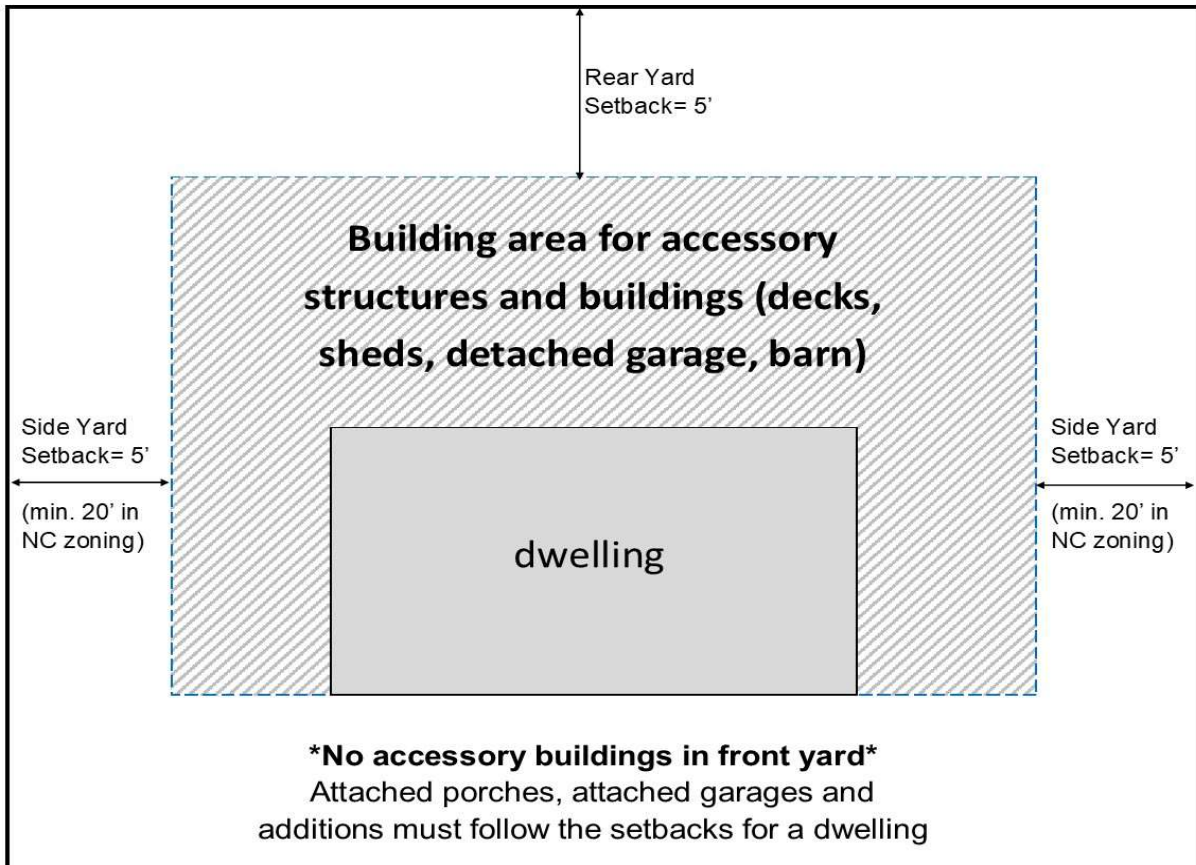 Rear Yard
Setback= 5’
Building area for accessory
structures and buildings (decks,
sheds, detached garage, barn)
Side Yard
Setback= 5’
(min. 20’ in
NC zoning)
Side Yard
Setback= 5’
(min. 20’ in
NC zoning)
dwelling
*No accessory buildings in front yard*
Attached porches, attached garages and
additions must follow the setbacks for a dwelling